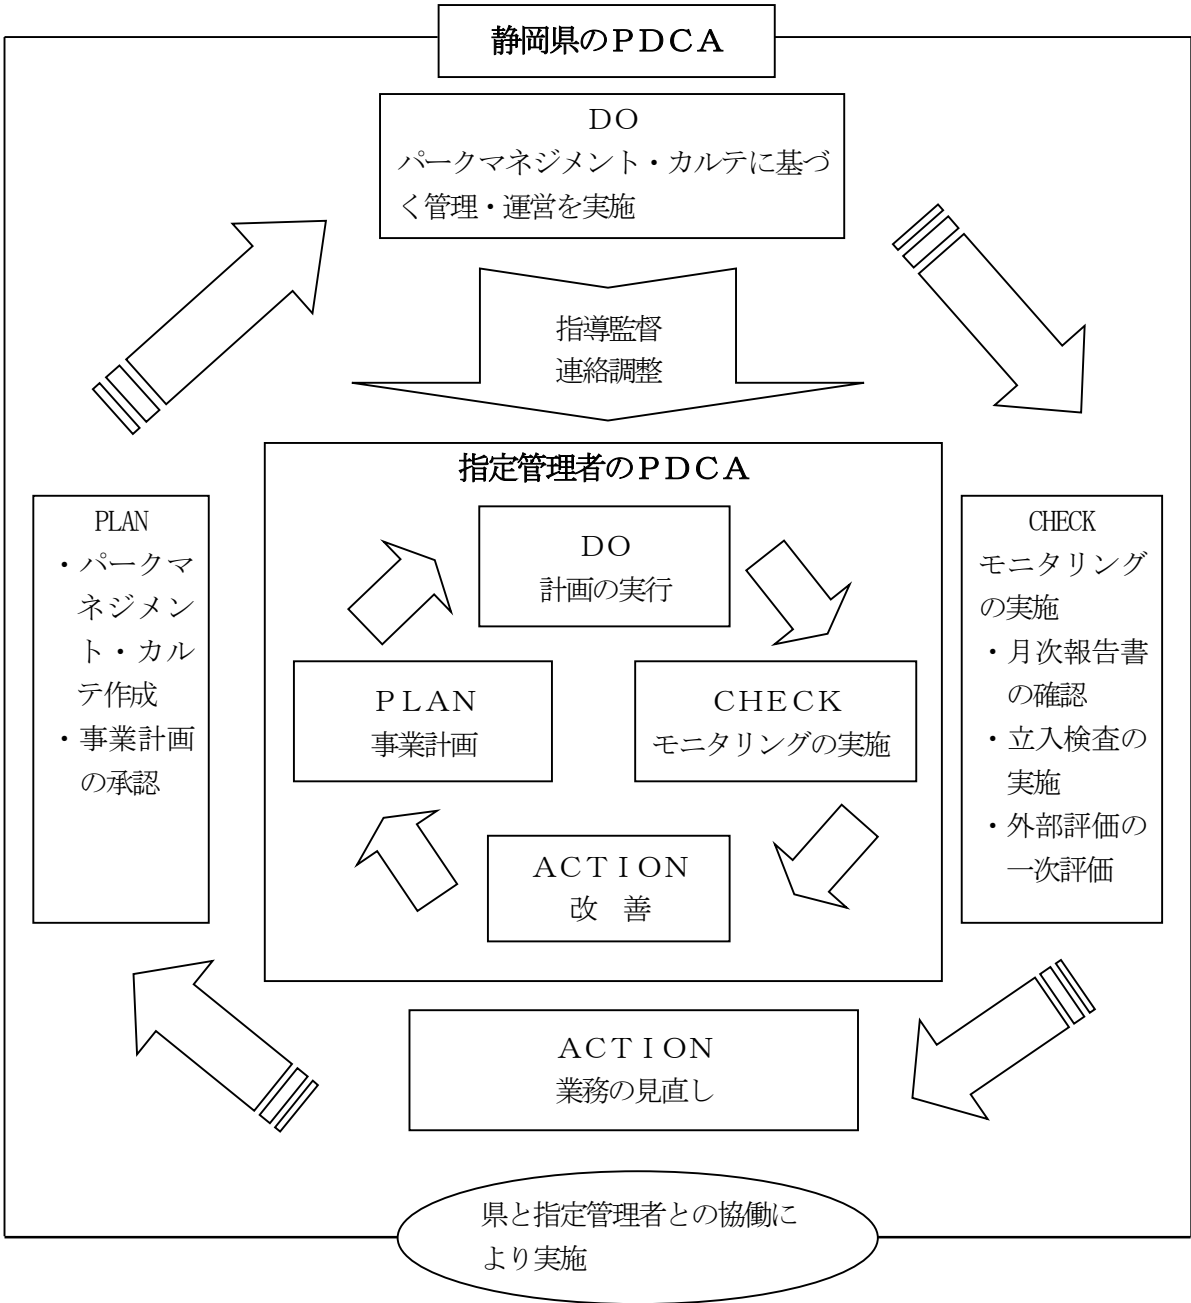 静岡県のＰＤＣＡ
ＤＯ
パークマネジメント・カルテに基づ
く管理・運営を実施
指導監督
連絡調整
指定管理者のＰＤＣＡ
ＤＯ
計画の実行
ＰＬＡＮ
事業計画
ＣＨＥＣＫ
モニタリングの実施
ＡＣＴＩＯＮ
改　善
PLAN
・パークマ
ネジメン
ト・カル
テ作成
・事業計画
の承認
CHECK
モニタリング
の実施
・月次報告書
の確認
・立入検査の
実施
・外部評価の
一次評価
ＡＣＴＩＯＮ
業務の見直し
県と指定管理者との協働に
より実施